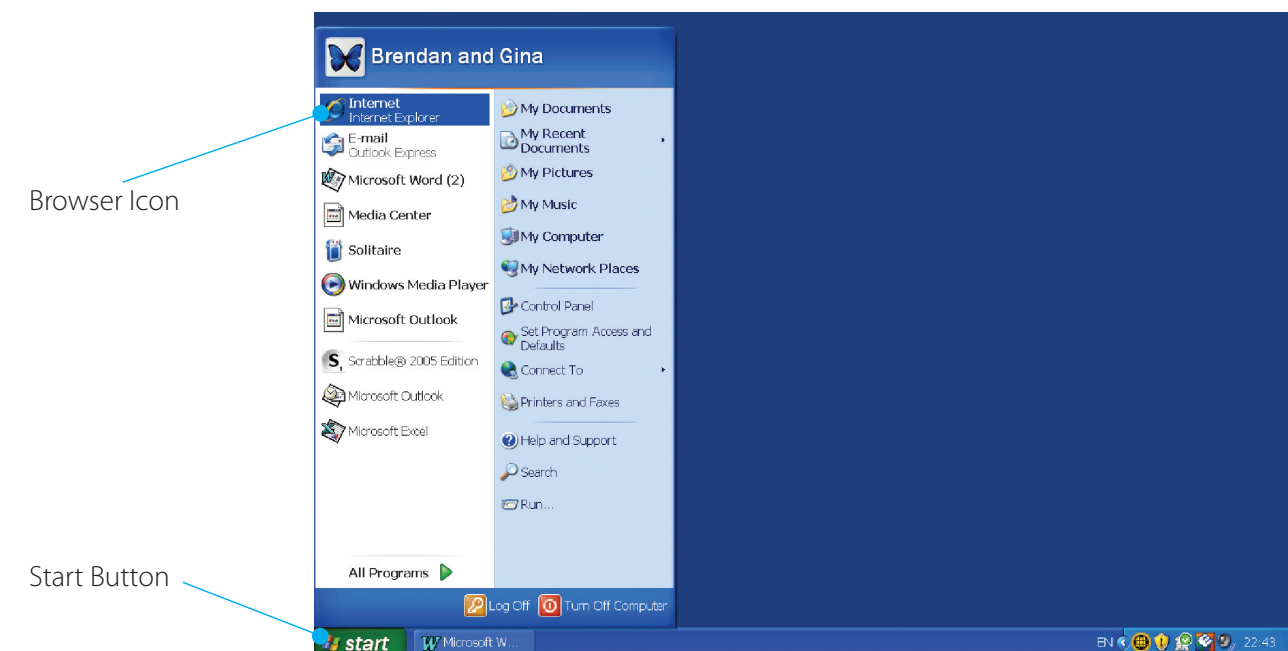 Brendan and Gina
Internet
Internet Explorer
E-mail
Outlook Express
Microsoft Word (2)
Media Center
Solitaire
Windows Media Player
Microsoft Outlook
Scrabble® 2005 Edition
Microsoft Outlook
Microsoft Excel
All Programs
My Documents
My Recent
Documents
My Pictures
My Music
My Computer
My Network Places
Control Panel
Set Program Access and
Defaults
Connect To
Printers and Faxes
Help and Support
Search
Run...
Log Off
Turn Off Computer
Browser Icon
Start Button
start
Microsoft W...
EN
22:43